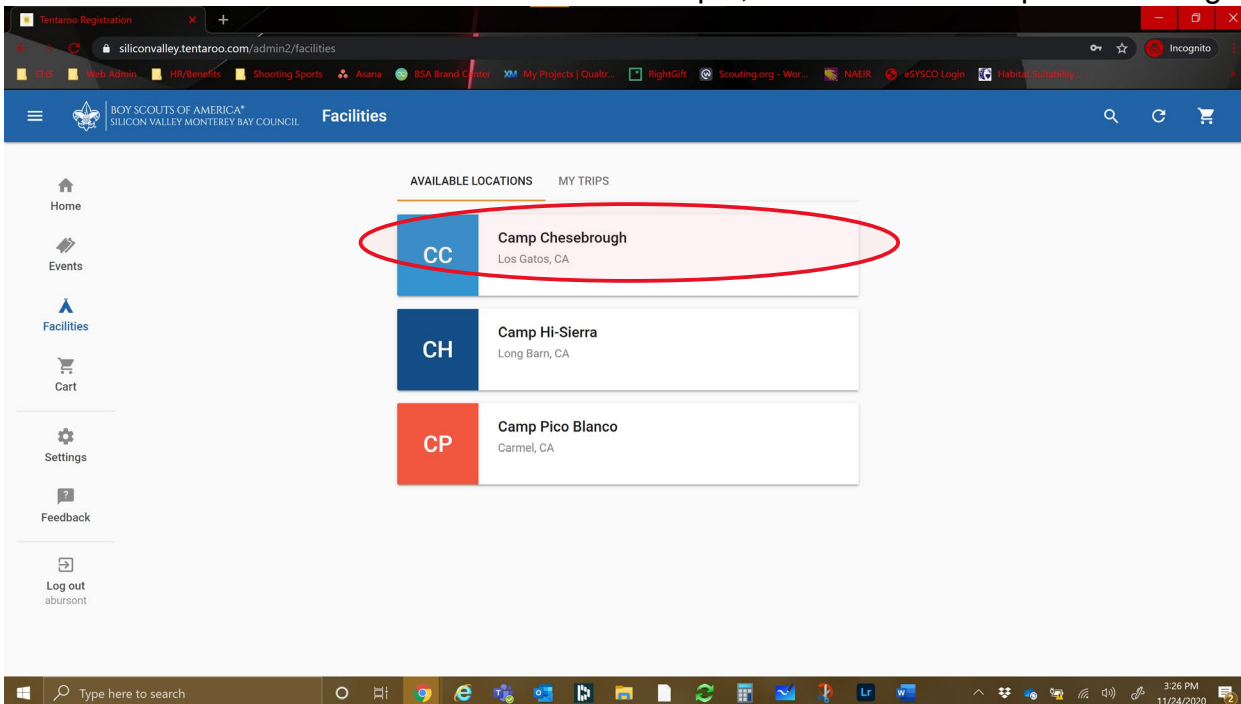 Tentaroo Registration
siliconvalley.tentaroo.com/admin2/facilities
Incognito
CHS Web Admin HR/Benefits Shooting Sports Asana BSA Brand Center XM My Projects | Qualtr... RightGift Scouting.org - Wor... NAEIR eSYSCO Login Habitat Suitability
BOY SCOUTS OF AMERICA®
SILICON VALLEY MONTEREY BAY COUNCIL
Facilities
Home
Events
Facilities
Cart
Settings
? Feedback
Log out
abursont
AVAILABLE LOCATIONS MY TRIPS
CC
Camp Chesebrough
Los Gatos, CA
CH
Camp Hi-Sierra
Long Barn, CA
CP
Camp Pico Blanco
Carmel, CA
Type here to search
Lr
3:26 PM
11/24/2020
2